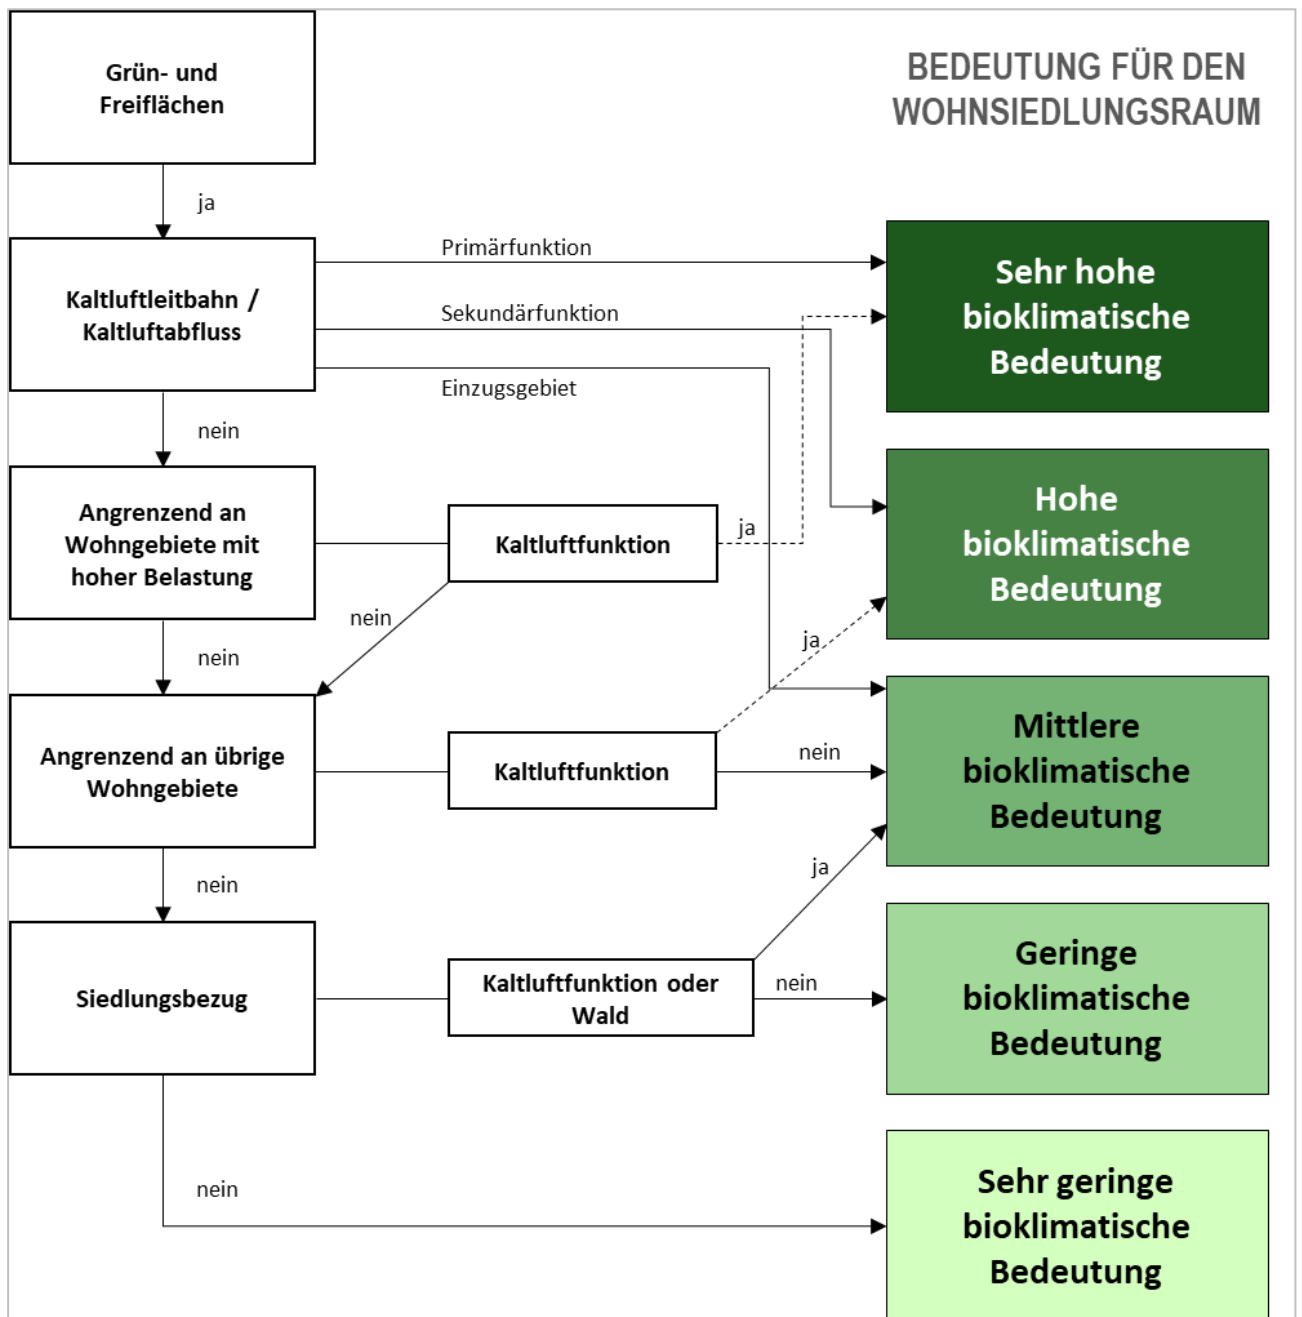 Grün- und
Freiflächen
BEDEUTUNG FÜR DEN
WOHNSIEDLUNGSRAUM
ja
Kaltluftleitbahn /
Kaltluftabfluss
Primärfunktion
Sekundärfunktion
Einzugsgebiet
Sehr hohe
bioklimatische
Bedeutung
nein
Angrenzend an
Wohngebiete mit
hoher Belastung
Kaltluftfunktion
ja
Hohe
bioklimatische
Bedeutung
nein
nein
ja
Angrenzend an übrige
Wohngebiete
Kaltluftfunktion
nein
Mittlere
bioklimatische
Bedeutung
ja
nein
Siedlungsbezug
Kaltluftfunktion oder
Wald
nein
Geringe
bioklimatische
Bedeutung
nein
Sehr geringe
bioklimatische
Bedeutung